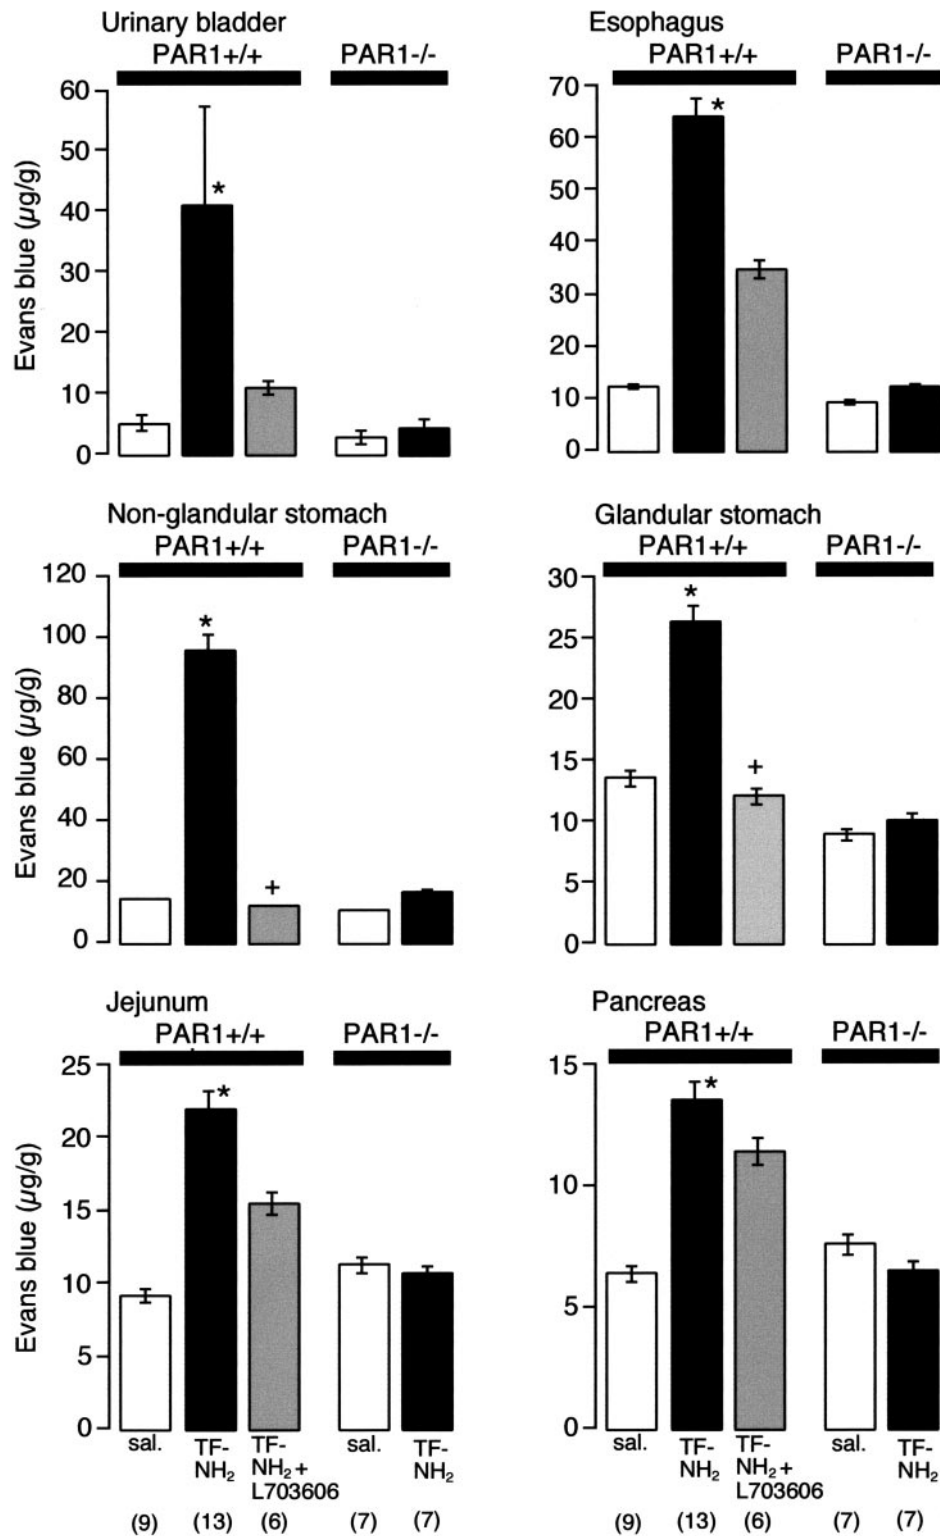 Urinary bladder
PAR1+/+ PAR1-/-
60
50
40
30
20
10
0
Evans blue (µg/g)
*
Esophagus
PAR1+/+ PAR1-/-
70
60
50
40
30
20
10
0
*
Non-glandular stomach
PAR1+/+ PAR1-/-
120
100
80
60
40
20
0
Evans blue (µg/g)
*
+
Glandular stomach
PAR1+/+ PAR1-/-
30
25
20
15
10
5
0
*
+
Jejunum
PAR1+/+ PAR1-/-
25
20
15
10
5
0
Evans blue (µg/g)
*
sal. TF- TF- sal. TF-
NH₂ NH₂+ NH₂
L703606
(9) (13) (6) (7) (7)
Pancreas
PAR1+/+ PAR1-/-
15
10
5
0
*
sal. TF- TF- sal. TF-
NH₂ NH₂+ NH₂
L703606
(9) (13) (6) (7) (7)